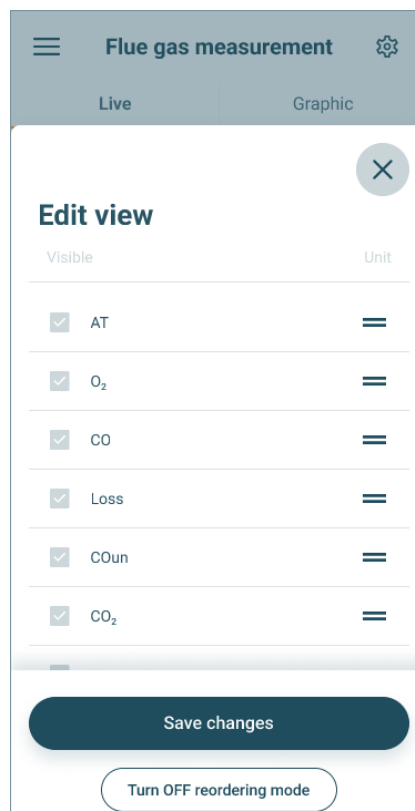 Flue gas measurement
Live Graphic
Edit view
Visible Unit
AT
O₂
CO
Loss
COun
CO₂
Save changes
Turn OFF reordering mode